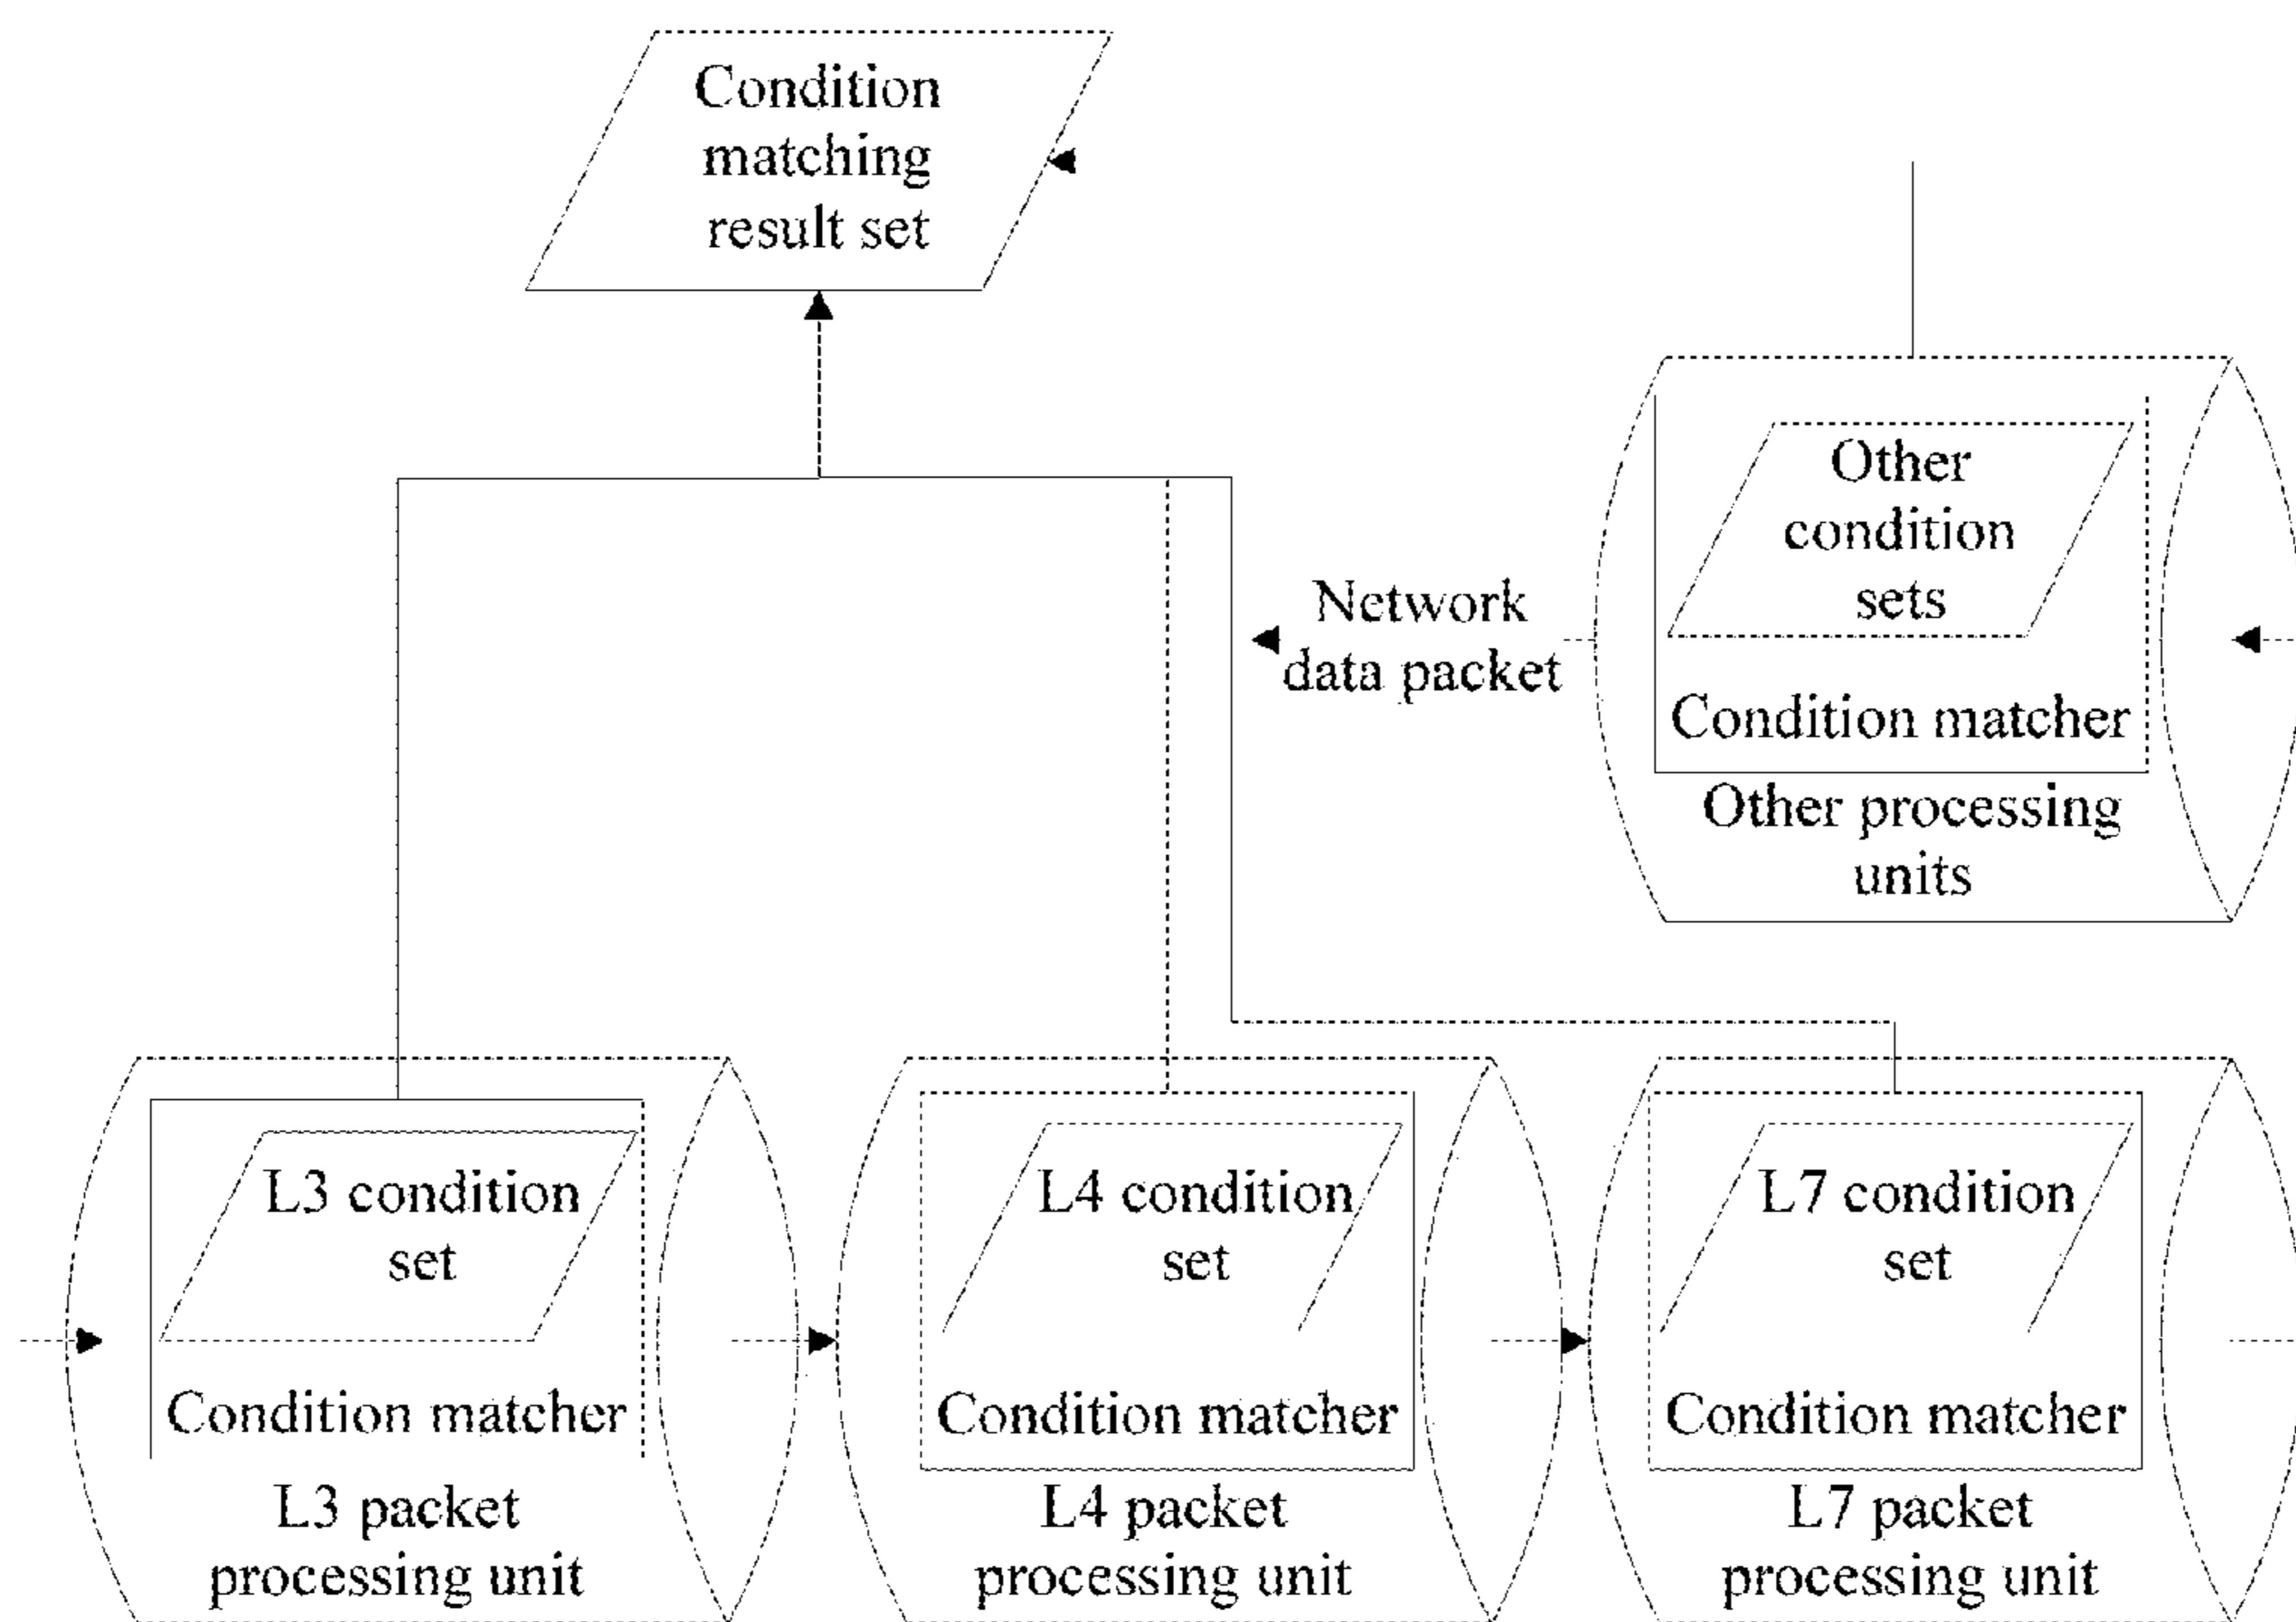 Condition
matching
result set
Other
condition
sets
Condition matcher
Other processing
units
Network
data packet
L3 condition
set
Condition matcher
L3 packet
processing unit
L4 condition
set
Condition matcher
L4 packet
processing unit
L7 condition
set
Condition matcher
L7 packet
processing unit